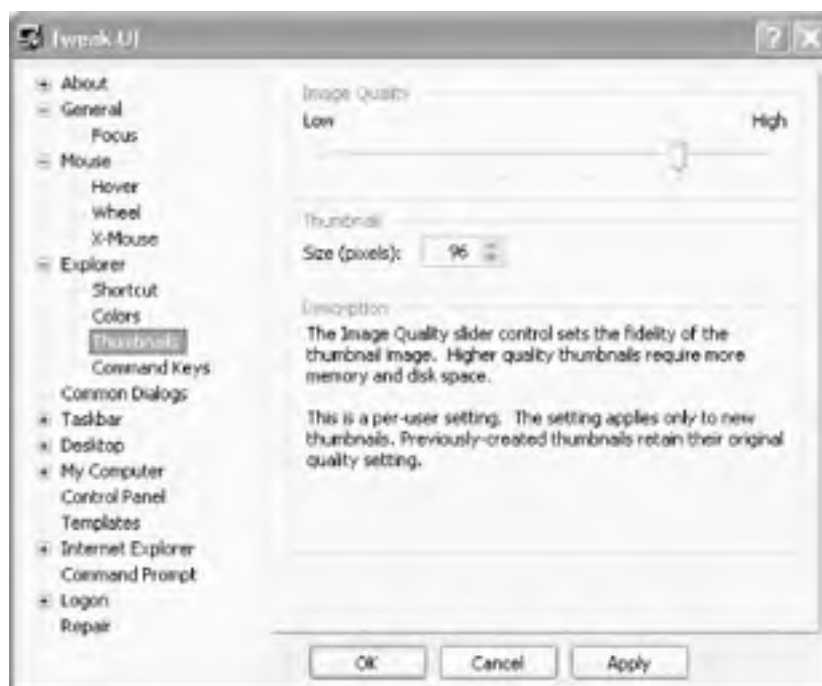 Tweak UI
About
General
Focus
Mouse
Hover
Wheel
X-Mouse
Explorer
Shortcut
Colors
Thumbnails
Command Keys
Common Dialogs
Taskbar
Desktop
My Computer
Control Panel
Templates
Internet Explorer
Command Prompt
Logon
Repair
Image Quality
Low High
Thumbnail
Size (pixels): 96
Description
The Image Quality slider control sets the fidelity of the
thumbnail image. Higher quality thumbnails require more
memory and disk space.
This is a per-user setting. The setting applies only to new
thumbnails. Previously-created thumbnails retain their original
quality setting.
OK Cancel Apply